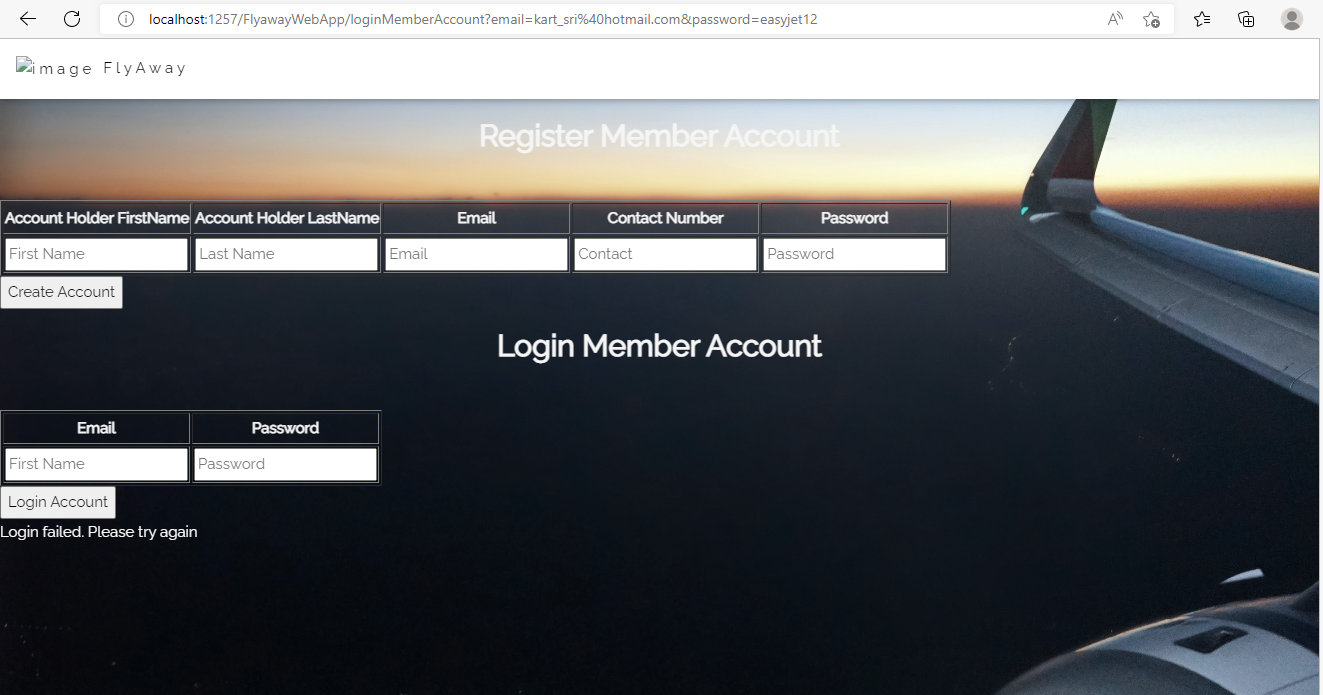 localhost:1257/FlyawayWebApp/loginMemberAccount?email=kart_sri%40hotmail.com&password=easyjet12
image FlyAway
Register Member Account
Account Holder FirstName Account Holder LastName Email Contact Number Password
First Name Last Name Email Contact Password
Create Account
Login Member Account
Email Password
First Name Password
Login Account
Login failed. Please try again